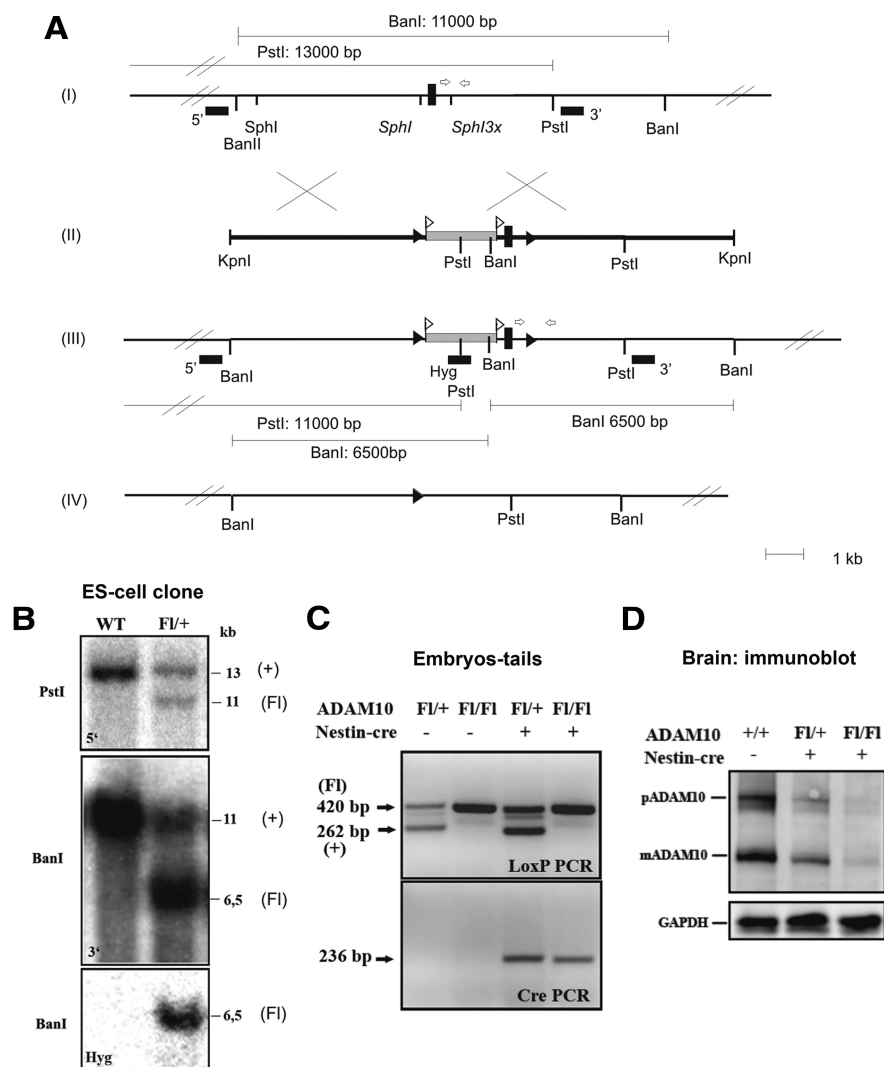 A
BanI: 11000 bp
PstI: 13000 bp
(I)
5'
SphI
BanII
SphI
SphI3x
PstI
3'
BanI
(II)
KpnI
PstI
BanI
PstI
KpnI
(III)
5'
BanI
Hyg
PstI
BanI
PstI
3'
BanI
PstI: 11000 bp
BanI 6500 bp
BanI: 6500bp
(IV)
BanI
PstI
BanI
1 kb
B
ES-cell clone
WT Fl/+
kb
PstI
13 (+)
11 (Fl)
5'
BanI
11 (+)
6,5 (Fl)
3'
BanI
6,5 (Fl)
Hyg
C
Embryos-tails
ADAM10 Fl/+ Fl/Fl Fl/+ Fl/Fl
Nestin-cre - - + +
(Fl)
420 bp
262 bp
(+)
LoxP PCR
236 bp
Cre PCR
D
Brain: immunoblot
ADAM10 +/+ Fl/+ Fl/Fl
Nestin-cre - + +
pADAM10
mADAM10
GAPDH